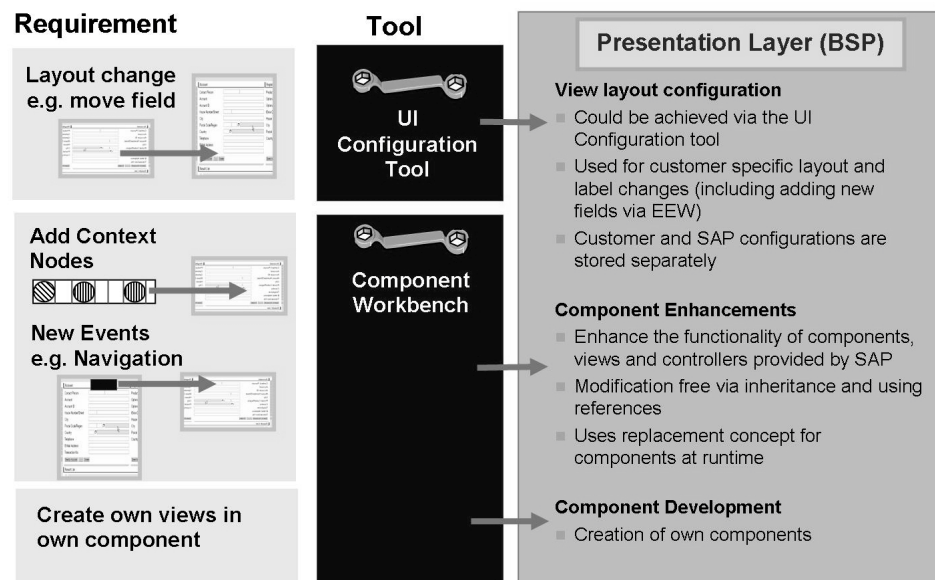 Requirement
Layout change
e.g. move field
Add Context
Nodes
New Events
e.g. Navigation
Create own views in
own component
Tool
UI
Configuration
Tool
Component
Workbench
Presentation Layer (BSP)
View layout configuration
Could be achieved via the UI
Configuration tool
Used for customer specific layout and
label changes (including adding new
fields via EEW)
Customer and SAP configurations are
stored separately
Component Enhancements
Enhance the functionality of components,
views and controllers provided by SAP
Modification free via inheritance and using
references
Uses replacement concept for
components at runtime
Component Development
Creation of own components